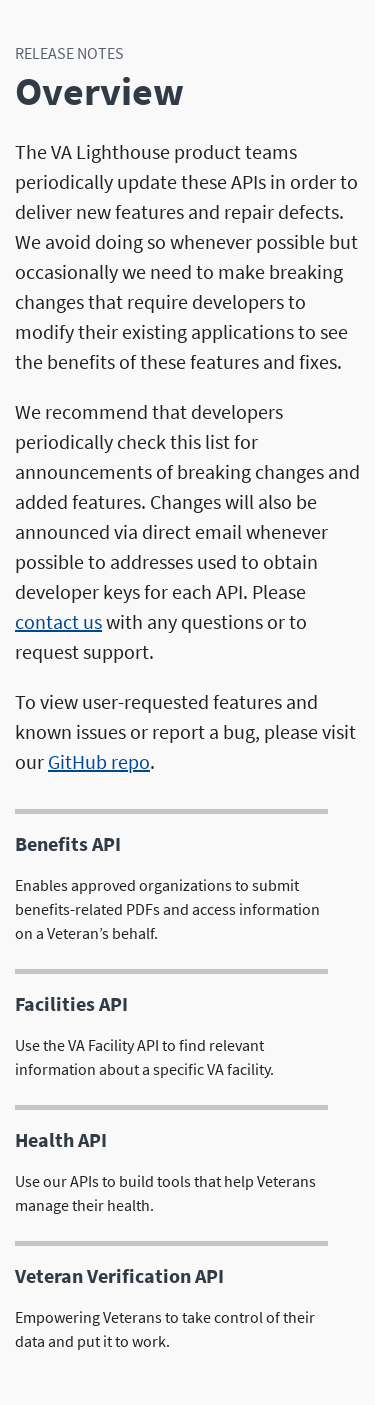 RELEASE NOTES
Overview
The VA Lighthouse product teams
periodically update these APIs in order to
deliver new features and repair defects.
We avoid doing so whenever possible but
occasionally we need to make breaking
changes that require developers to
modify their existing applications to see
the benefits of these features and fixes.
We recommend that developers
periodically check this list for
announcements of breaking changes and
added features. Changes will also be
announced via direct email whenever
possible to addresses used to obtain
developer keys for each API. Please
contact us with any questions or to
request support.
To view user-requested features and
known issues or report a bug, please visit
our GitHub repo.
Benefits API
Enables approved organizations to submit
benefits-related PDFs and access information
on a Veteran’s behalf.
Facilities API
Use the VA Facility API to find relevant
information about a specific VA facility.
Health API
Use our APIs to build tools that help Veterans
manage their health.
Veteran Verification API
Empowering Veterans to take control of their
data and put it to work.